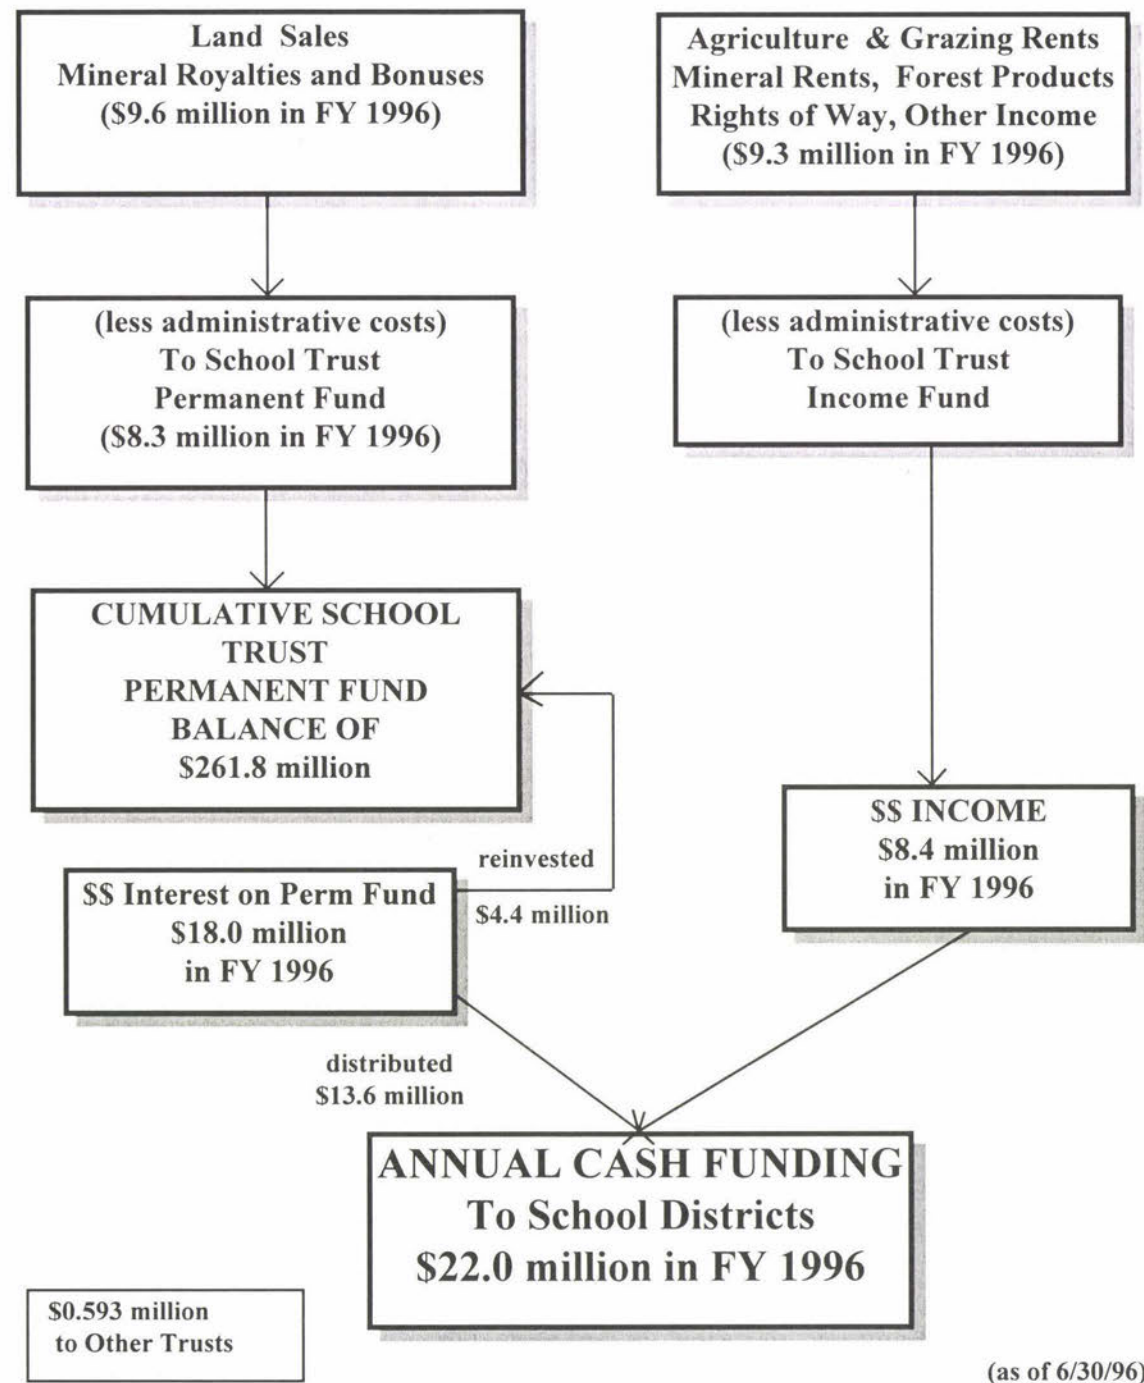 Land Sales
Mineral Royalties and Bonuses
($9.6 million in FY 1996)
Agriculture & Grazing Rents
Mineral Rents, Forest Products
Rights of Way, Other Income
($9.3 million in FY 1996)
(less administrative costs)
To School Trust
Permanent Fund
($8.3 million in FY 1996)
(less administrative costs)
To School Trust
Income Fund
CUMULATIVE SCHOOL
TRUST
PERMANENT FUND
BALANCE OF
$261.8 million
$$ INCOME
$8.4 million
in FY 1996
reinvested
$4.4 million
$$ Interest on Perm Fund
$18.0 million
in FY 1996
distributed
$13.6 million
ANNUAL CASH FUNDING
To School Districts
$22.0 million in FY 1996
$0.593 million
to Other Trusts
(as of 6/30/96)